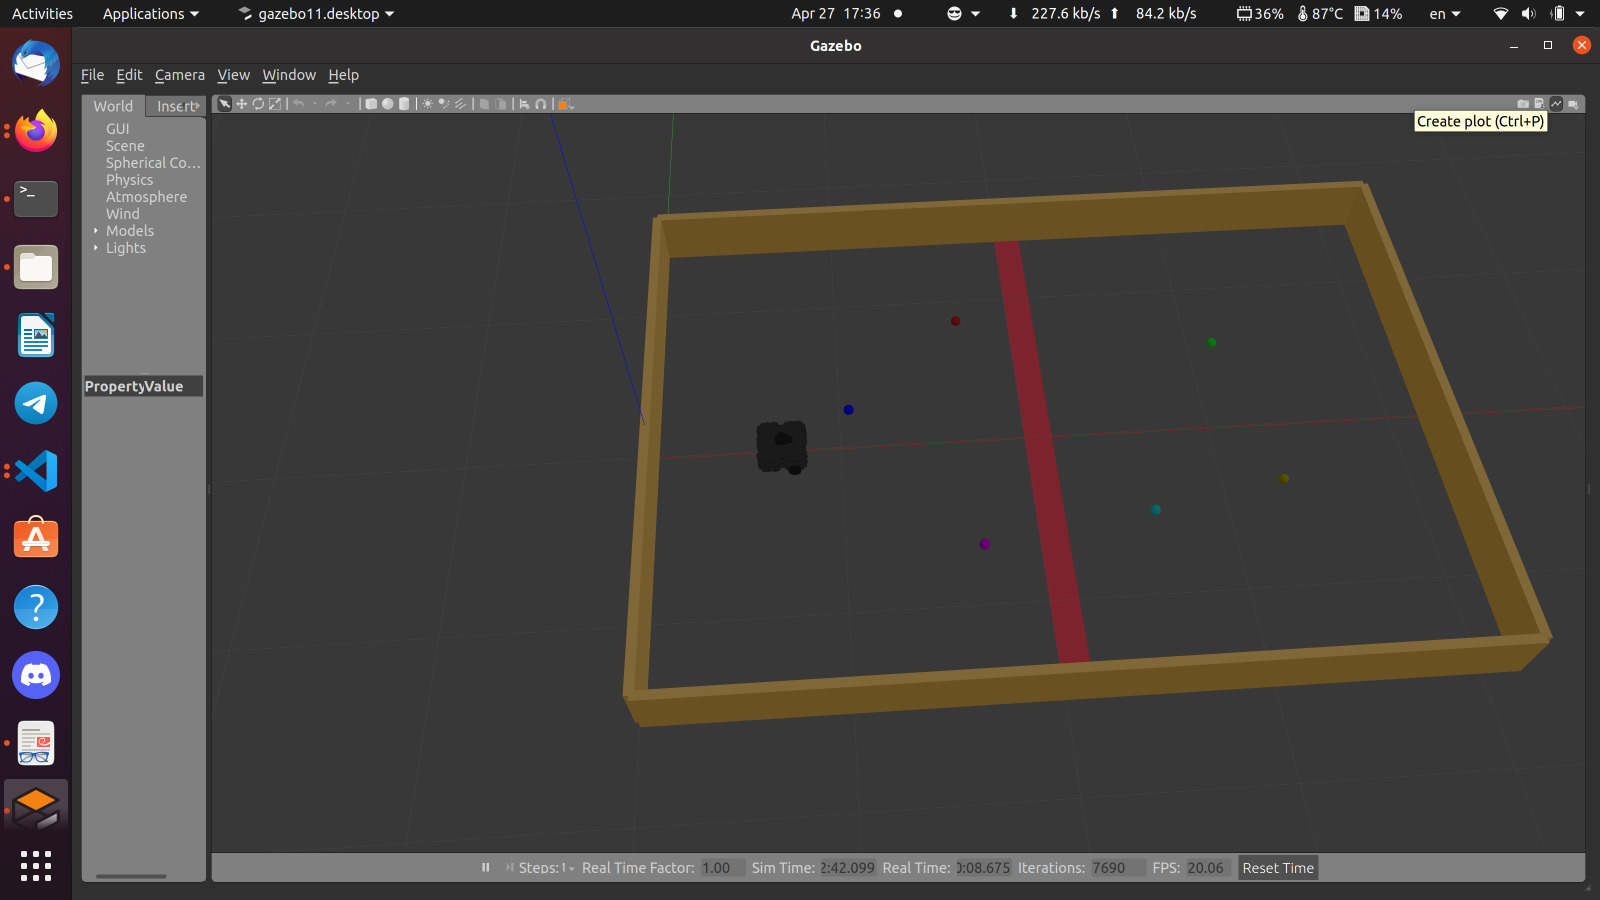 Activities Applications gazebo11.desktop Apr 27 17:36 227.6 kb/s 84.2 kb/s 36% 87°C 14% en
Gazebo
File Edit Camera View Window Help
World Insert
Create plot (Ctrl+P)
GUI
Scene
Spherical Co...
Physics
Atmosphere
Wind
Models
Lights
Property Value
Steps: 1 Real Time Factor: 1.00 Sim Time: 2:42.099 Real Time: 0:08.675 Iterations: 7690 FPS: 20.06 Reset Time